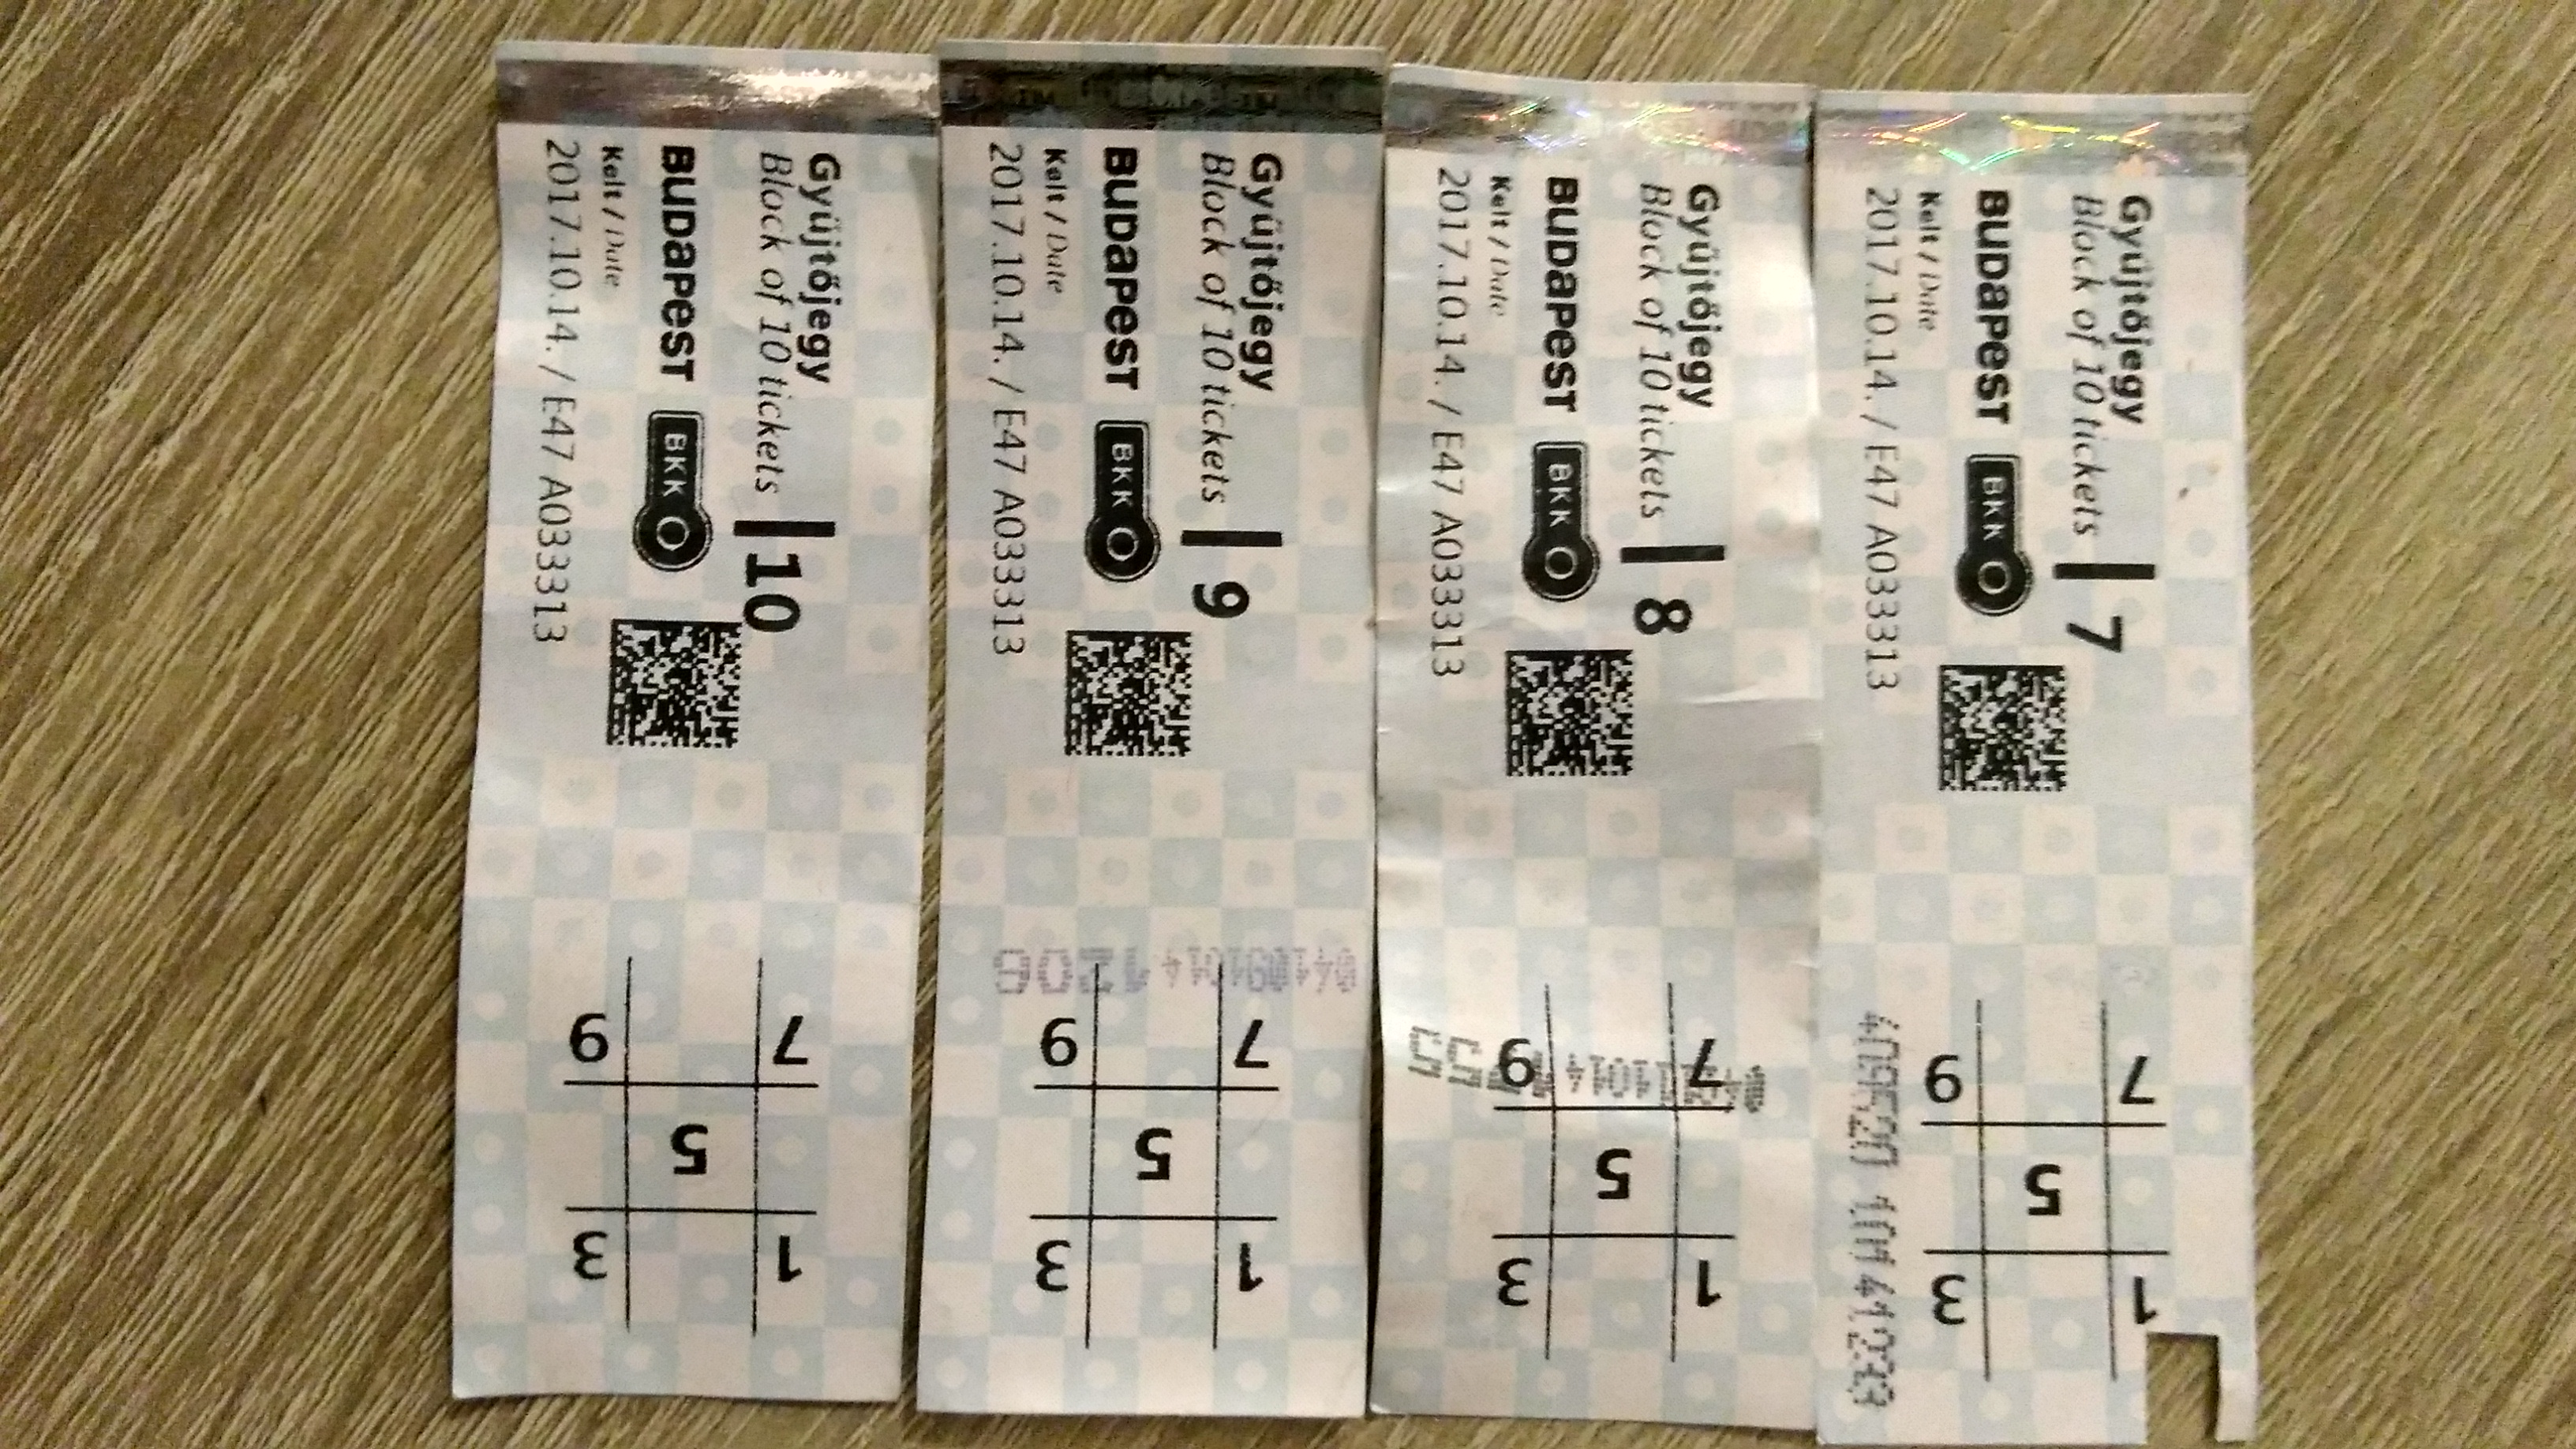 Gyűjtőjegy
Block of 10 tickets | 10
BUDAPEST BKK
Kelt / Date
2017.10.14. / E47 A033313
7
9
5
1
3
Gyűjtőjegy
Block of 10 tickets | 9
BUDAPEST BKK
Kelt / Date
2017.10.14. / E47 A033313
7
9
5
1
3
Gyűjtőjegy
Block of 10 tickets | 8
BUDAPEST BKK
Kelt / Date
2017.10.14. / E47 A033313
7
9
5
1
3
Gyűjtőjegy
Block of 10 tickets | 7
BUDAPEST BKK
Kelt / Date
2017.10.14. / E47 A033313
7
9
5
1
3